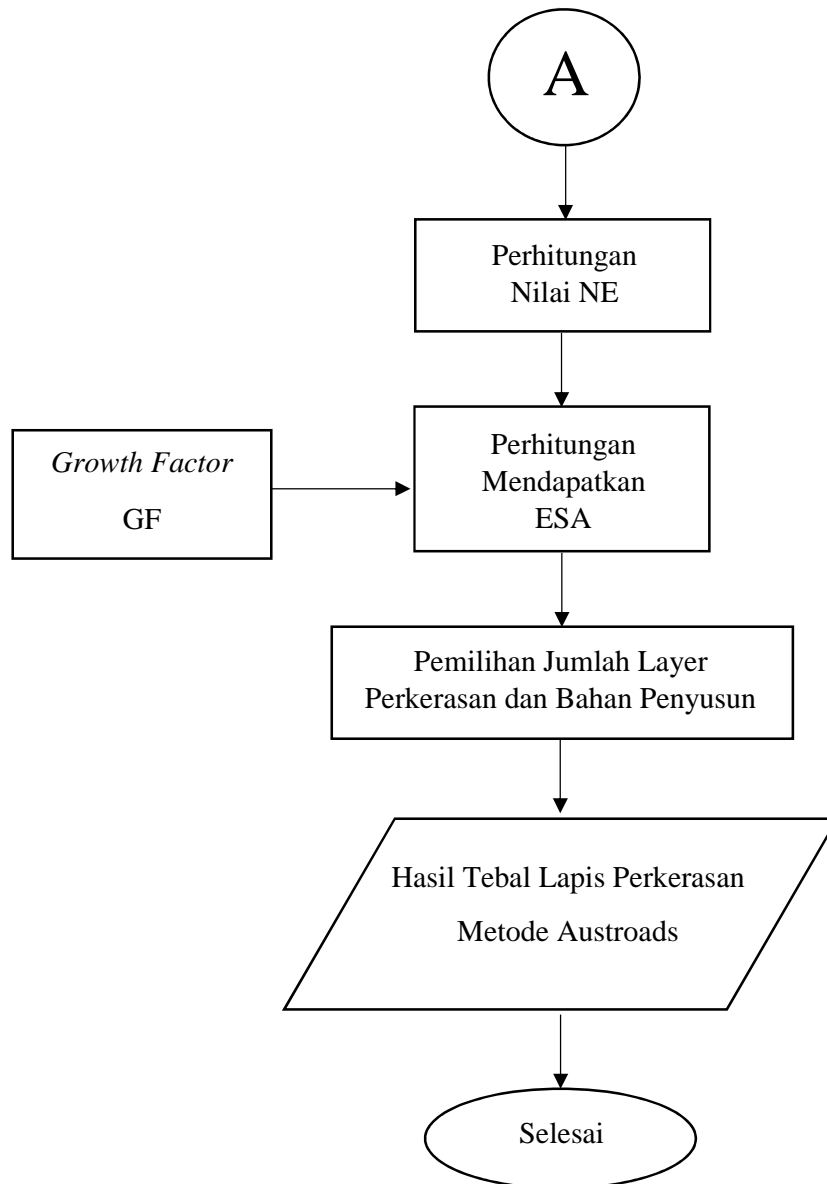 A
Perhitungan
Nilai NE
Growth Factor
GF
Perhitungan
Mendapatkan
ESA
Pemilihan Jumlah Layer
Perkerasan dan Bahan Penyusun
Hasil Tebal Lapis Perkerasan
Metode Austroads
Selesai